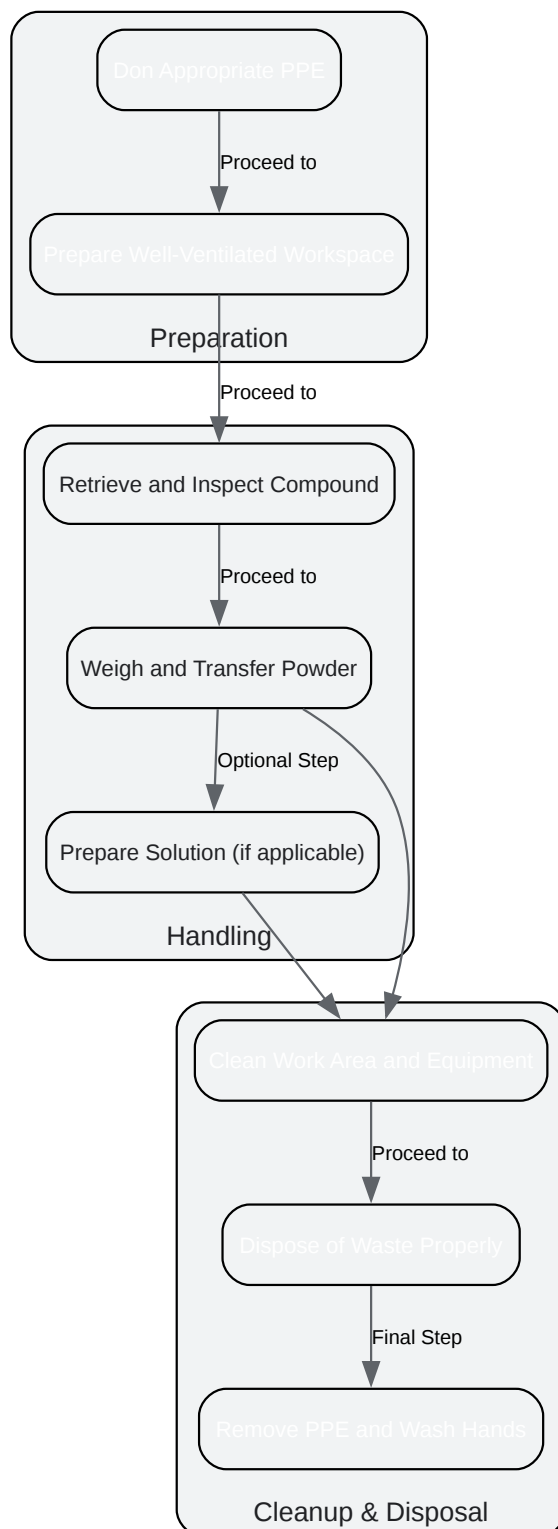 Don Appropriate PPE
Proceed to
Prepare Well-Ventilated Workspace
Preparation
Proceed to
Retrieve and Inspect Compound
Proceed to
Weigh and Transfer Powder
Optional Step
Prepare Solution (if applicable)
Handling
Clean Work Area and Equipment
Proceed to
Dispose of Waste Properly
Final Step
Remove PPE and Wash Hands
Cleanup & Disposal